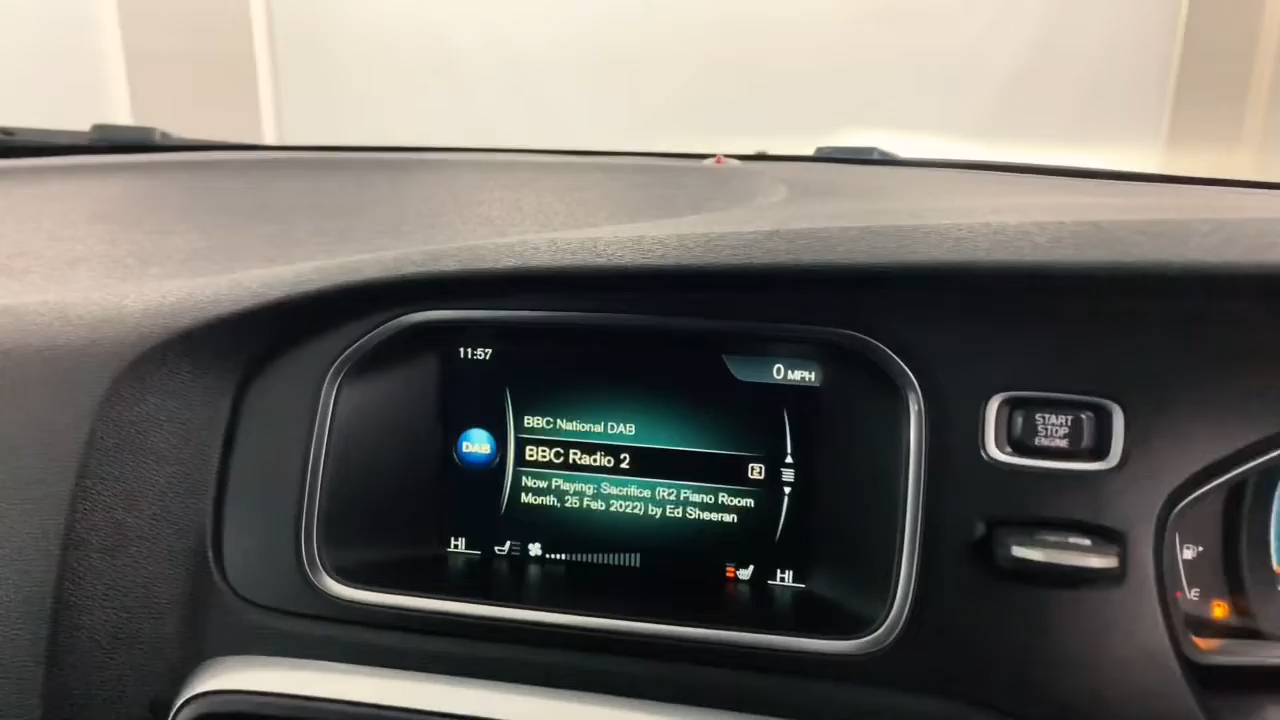 11:57
0 MPH
BBC National DAB
DAB
BBC Radio 2
2
Now Playing: Sacrifice (R2 Piano Room
Month, 25 Feb 2022) by Ed Sheeran
HI
HI
START
STOP
ENGINE
E